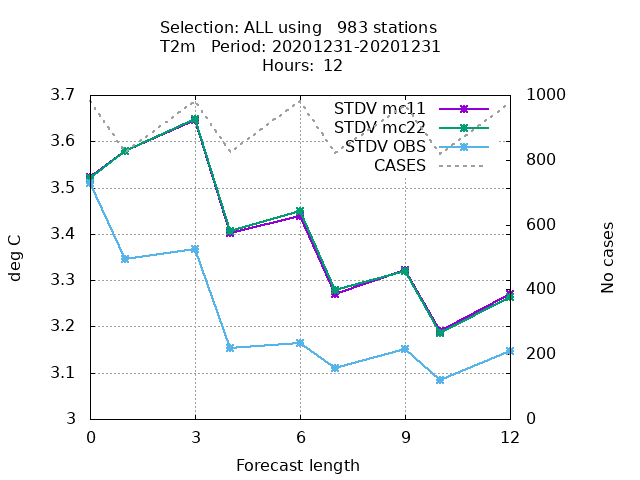 Selection: ALL using   983 stations
T2m   Period: 20201231-20201231
Hours:  12
3.7
3.6
3.5
3.4
3.3
3.2
3.1
3
1000
800
600
400
200
0
STDV mc11
STDV mc22
STDV OBS
CASES
deg C
No cases
0
3
6
9
12
Forecast length